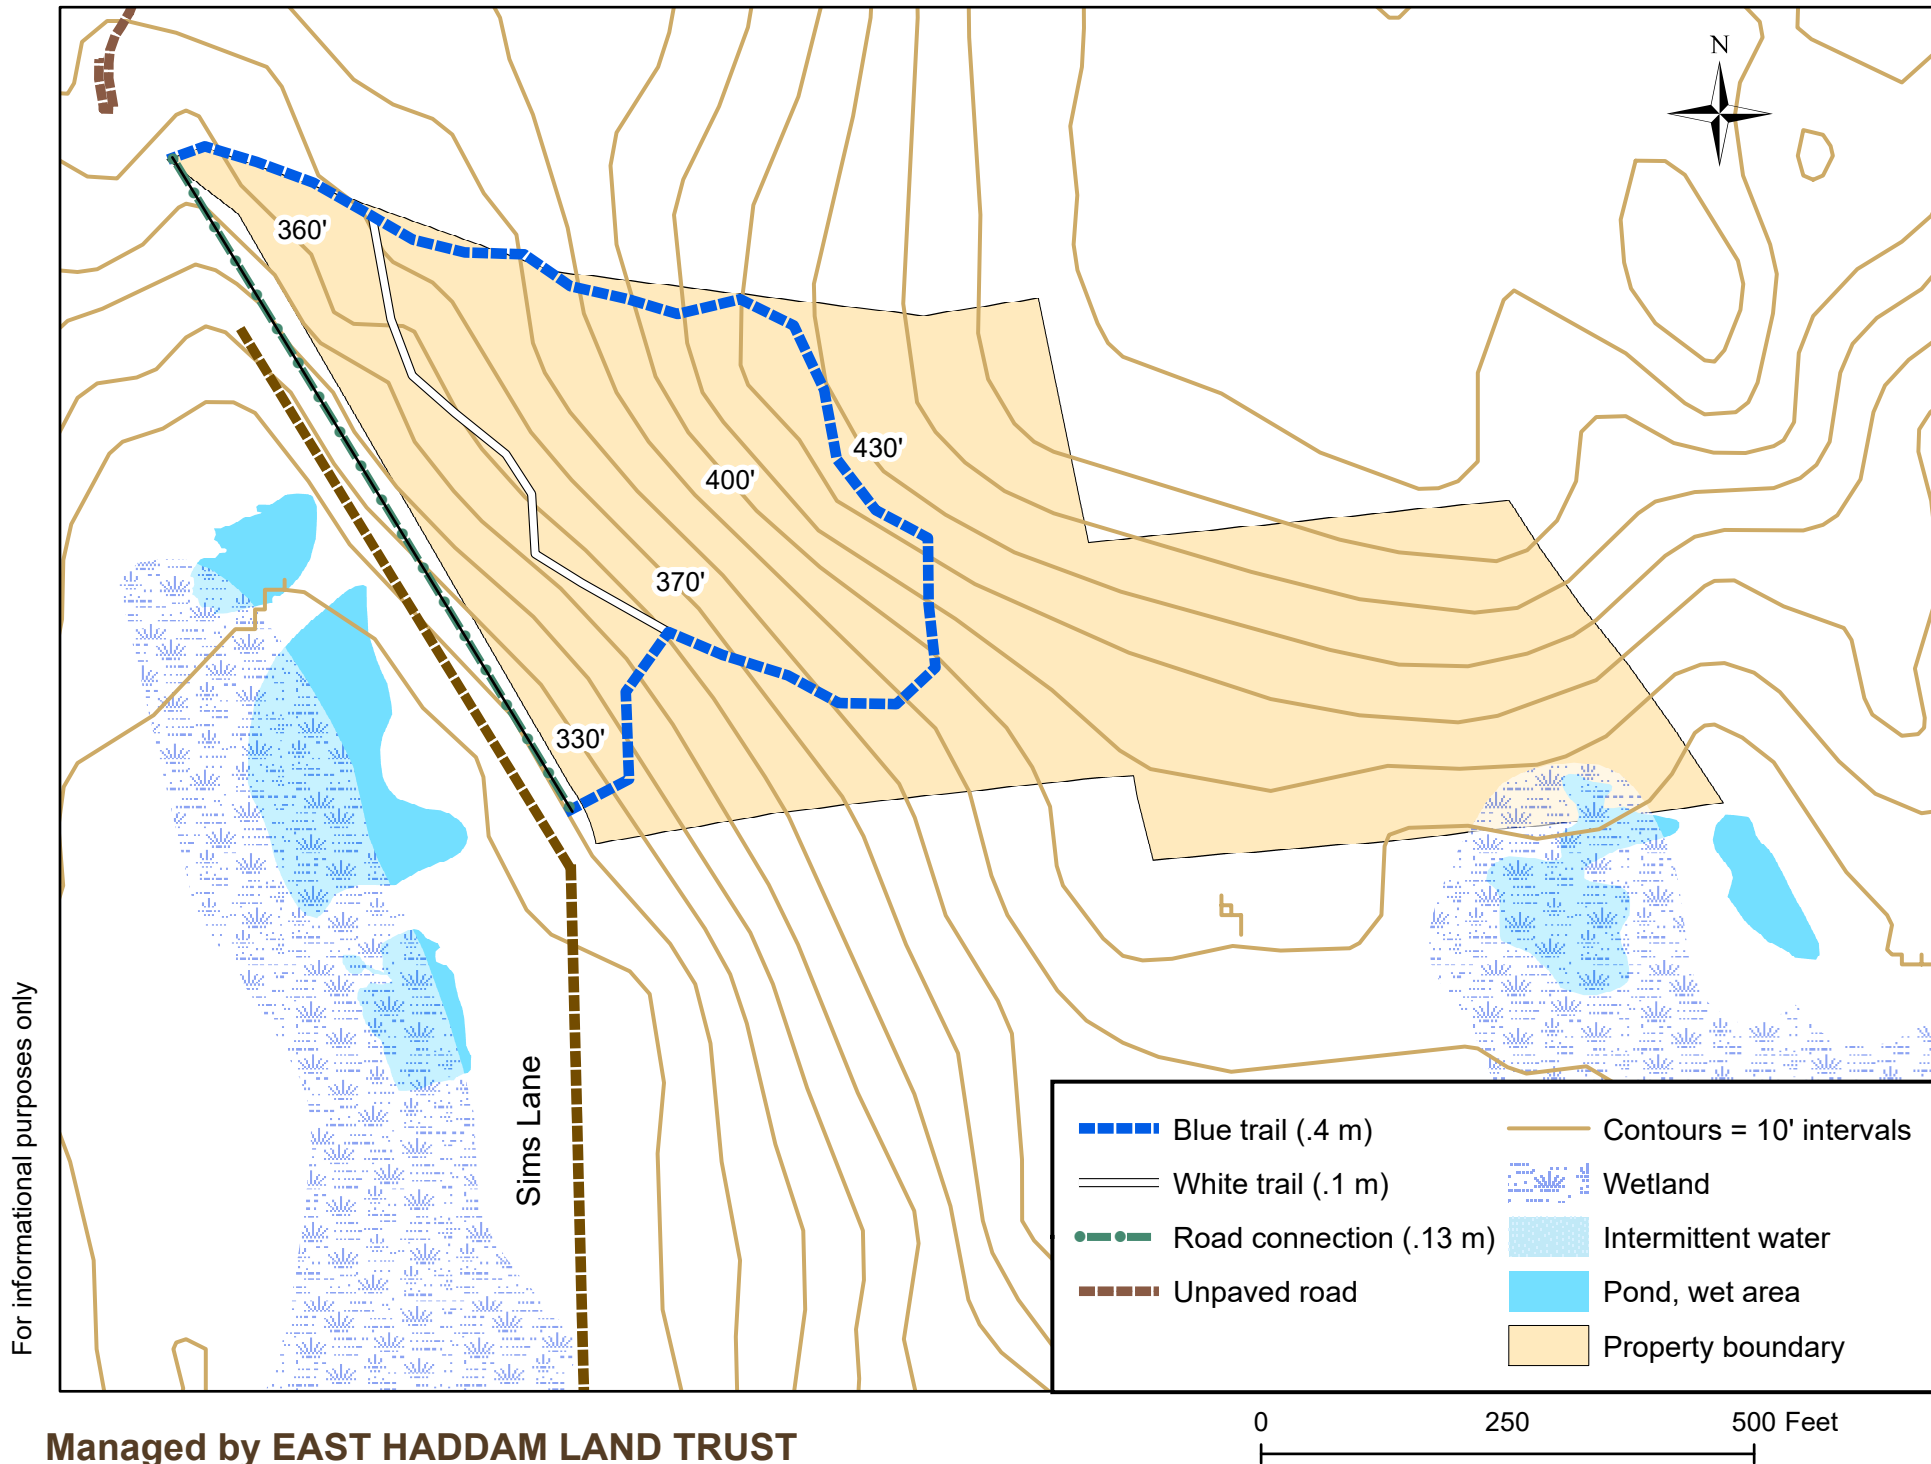 N
360'
430'
400'
370'
330'
For informational purposes only
Sims Lane
Blue trail (.4 m)
White trail (.1 m)
Road connection (.13 m)
Unpaved road
Contours = 10' intervals
Wetland
Intermittent water
Pond, wet area
Property boundary
0 250 500 Feet
Managed by EAST HADDAM LAND TRUST